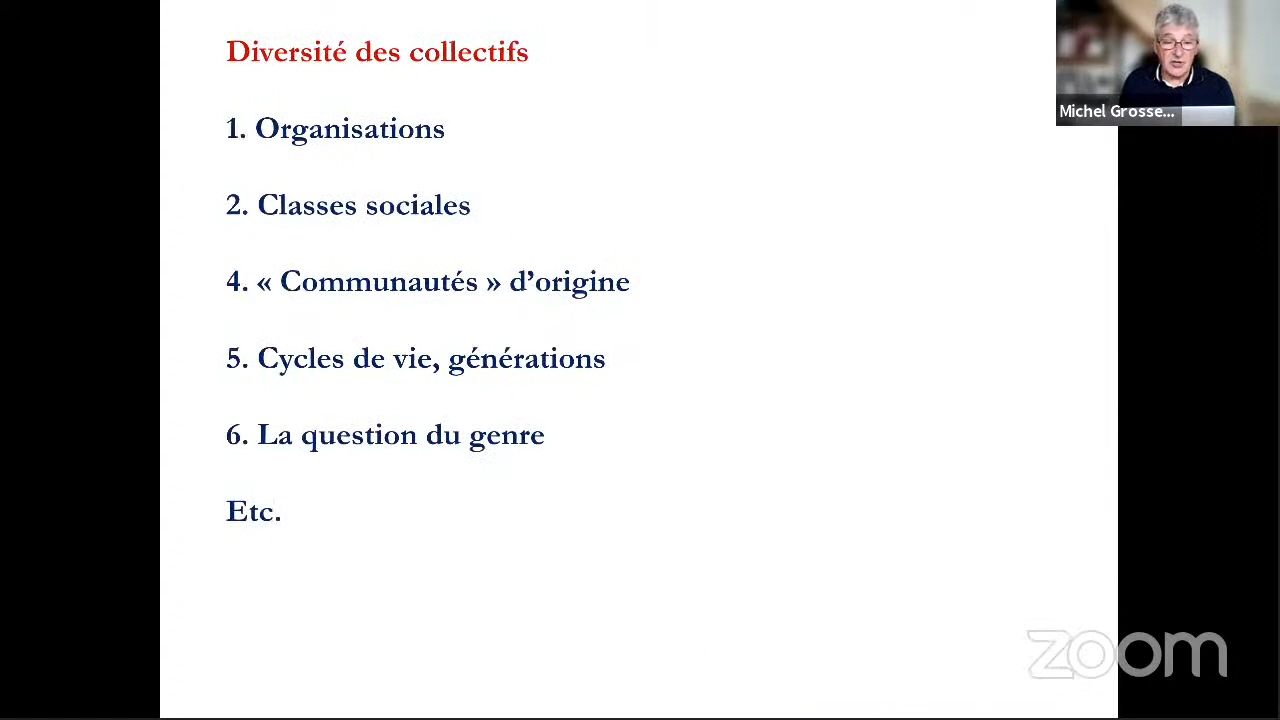 Diversité des collectifs
Michel Grosse...
1. Organisations
2. Classes sociales
4. « Communautés » d’origine
5. Cycles de vie, générations
6. La question du genre
Etc.
zoom